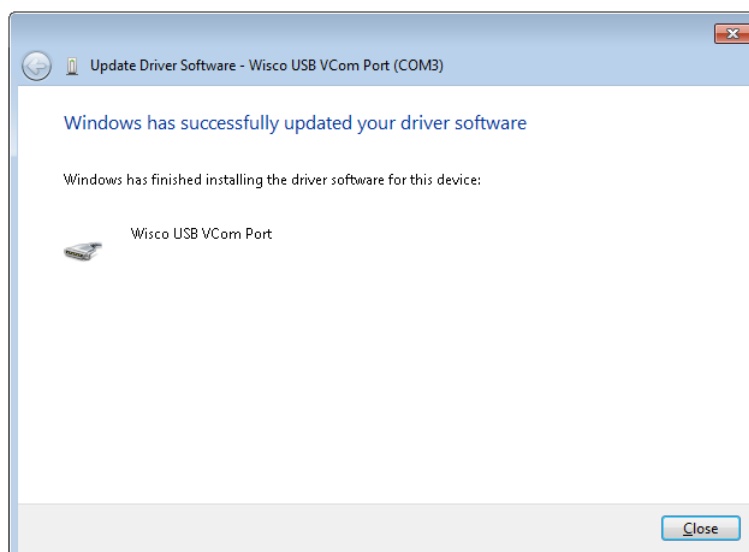 Update Driver Software - Wisco USB VCom Port (COM3)
Windows has successfully updated your driver software
Windows has finished installing the driver software for this device:
Wisco USB VCom Port
Close